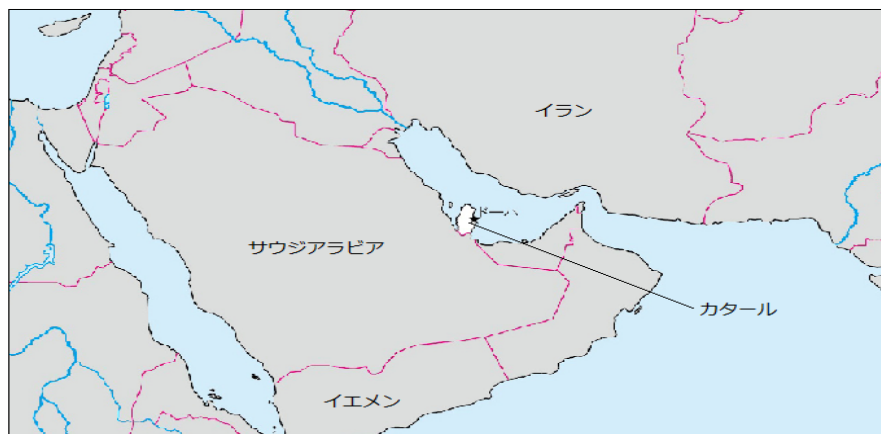 イラン
ドーハ
サウジアラビア
カタール
イエメン